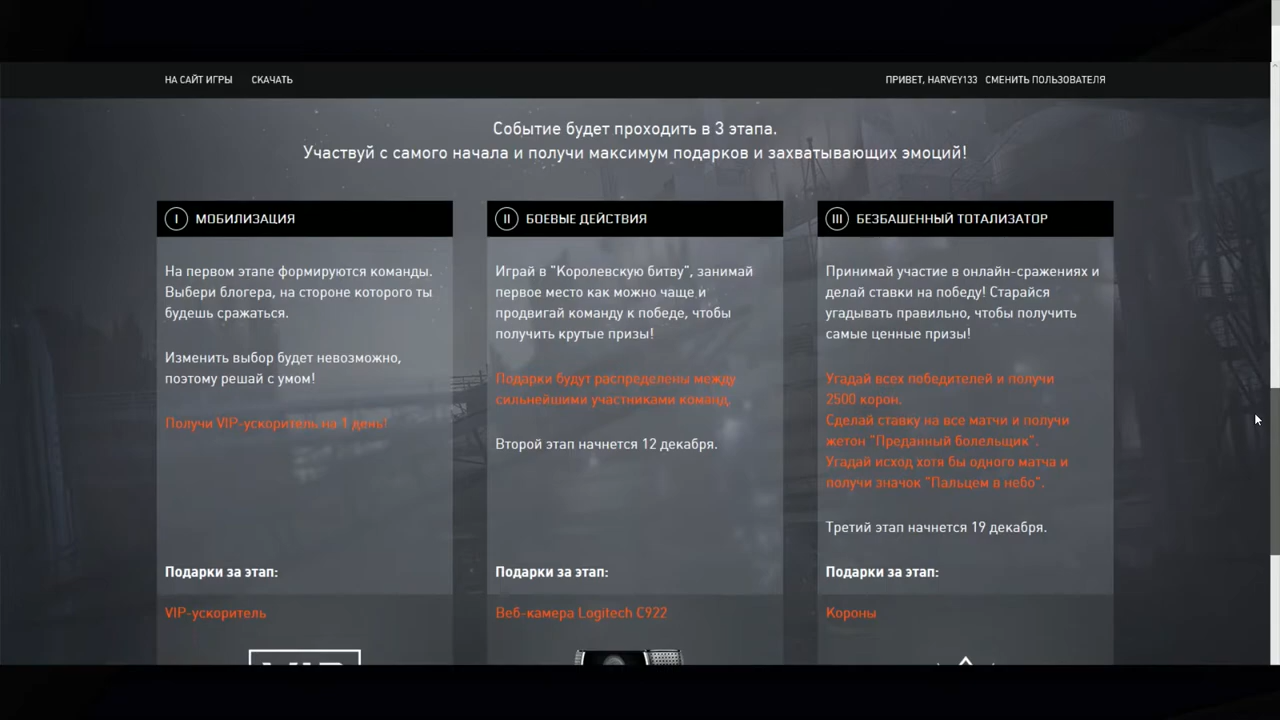 НА САЙТ ИГРЫ СКАЧАТЬ ПРИВЕТ, HARVEY133 СМЕНИТЬ ПОЛЬЗОВАТЕЛЯ
Событие будет проходить в 3 этапа.
Участвуй с самого начала и получи максимум подарков и захватывающих эмоций!
I МОБИЛИЗАЦИЯ
На первом этапе формируются команды.
Выбери блогера, на стороне которого ты
будешь сражаться.
Изменить выбор будет невозможно,
поэтому решай с умом!
Получи VIP-ускоритель на 1 день!
Подарки за этап:
VIP-ускоритель
II БОЕВЫЕ ДЕЙСТВИЯ
Играй в "Королевскую битву", занимай
первое место как можно чаще и
продвигай команду к победе, чтобы
получить крутые призы!
Подарки будут распределены между
сильнейшими участниками команд.
Второй этап начнется 12 декабря.
Подарки за этап:
Веб-камера Logitech C922
III БЕЗБАШЕННЫЙ ТОТАЛИЗАТОР
Принимай участие в онлайн-сражениях и
делай ставки на победу! Старайся
угадывать правильно, чтобы получить
самые ценные призы!
Угадай всех победителей и получи
2500 корон.
Сделай ставку на все матчи и получи
жетон "Преданный болельщик".
Угадай исход хотя бы одного матча и
получи значок "Пальцем в небо".
Третий этап начнется 19 декабря.
Подарки за этап:
Короны